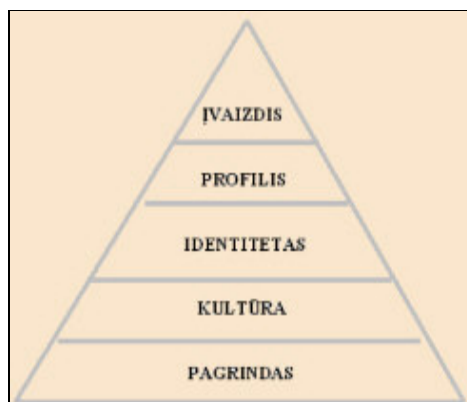 ĮVAIZDIS
PROFILIS
IDENTITETAS
KULTŪRA
PAGRINDAS